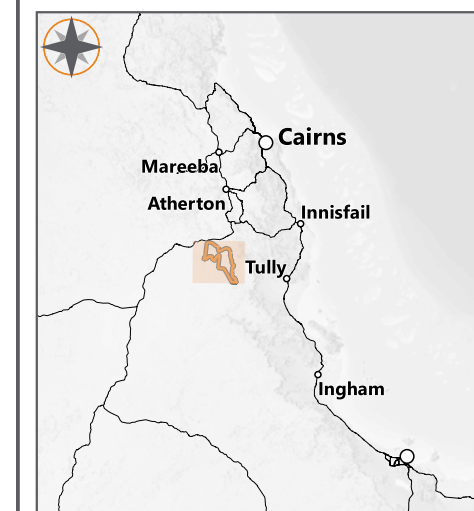 Cairns
Mareeba
Atherton
Innisfail
Tully
Ingham